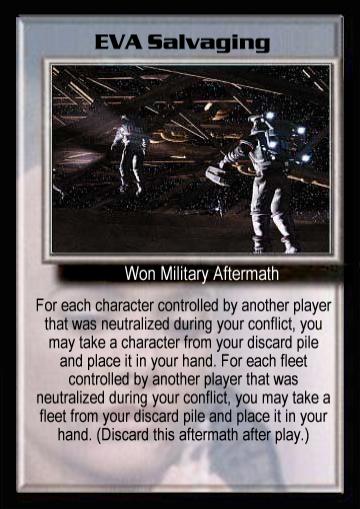 EVA Salvaging
Won Military Aftermath
For each character controlled by another player
that was neutralized during your conflict, you
may take a character from your discard pile
and place it in your hand. For each fleet
controlled by another player that was
neutralized during your conflict, you may take a
fleet from your discard pile and place it in your
hand. (Discard this aftermath after play.)